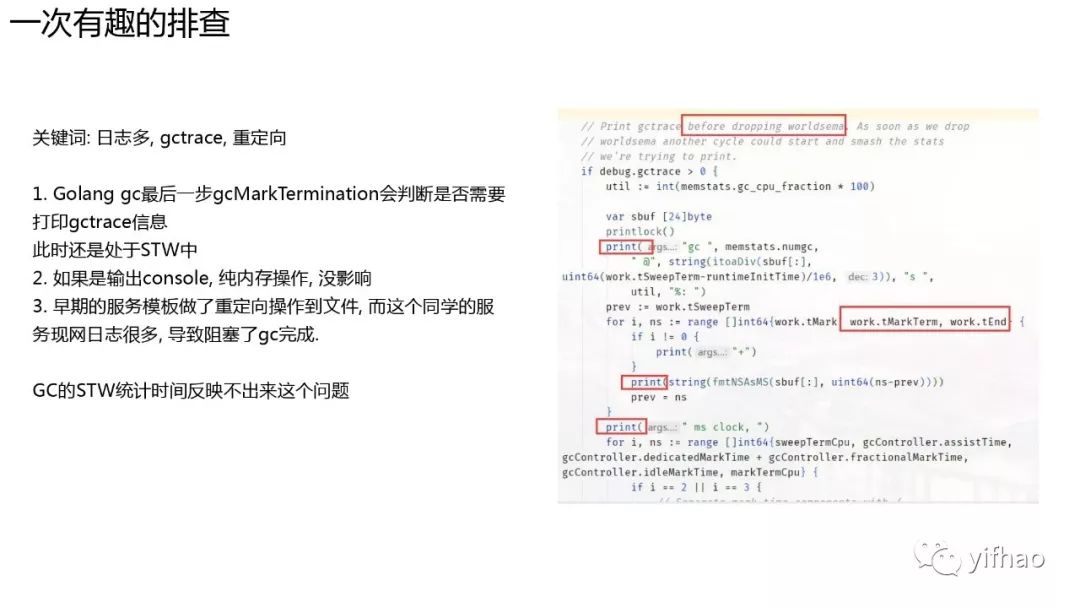 一次有趣的排查
关键词: 日志多, gctrace, 重定向
1. Golang gc最后一步gcMarkTermination会判断是否需要
打印gctrace信息
此时还是处于STW中
2. 如果是输出console, 纯内存操作, 没影响
3. 早期的服务模板做了重定向操作到文件, 而这个同学的服
务现网日志很多, 导致阻塞了gc完成.
GC的STW统计时间反映不出来这个问题
// Print gctrace before dropping worldsema. As soon as we drop
// worldsema another cycle could start and smash the stats
// we're trying to print.
if debug.gctrace > 0 {
util := int(memstats.gc_cpu_fraction * 100)
var sbuf [24]byte
printlock()
print( args...: "gc ", memstats.numgc,
" @", string(itoaDiv(sbuf[:],
uint64(work.tSweepTerm-runtimeInitTime)/1e6, dec: 3)), "s ",
util, "%: ")
prev := work.tSweepTerm
for i, ns := range []int64{work.tMark, work.tMarkTerm, work.tEnd} {
if i != 0 {
print( args...: "+")
}
print(string(fmtNSAsMS(sbuf[:], uint64(ns-prev))))
prev = ns
}
print( args...: " ms clock, ")
for i, ns := range []int64{sweepTermCpu, gcController.assistTime,
gcController.dedicatedMarkTime + gcController.fractionalMarkTime,
gcController.idleMarkTime, markTermCpu} {
if i == 2 || i == 3 {
// Separate mark time components with /
yifhao